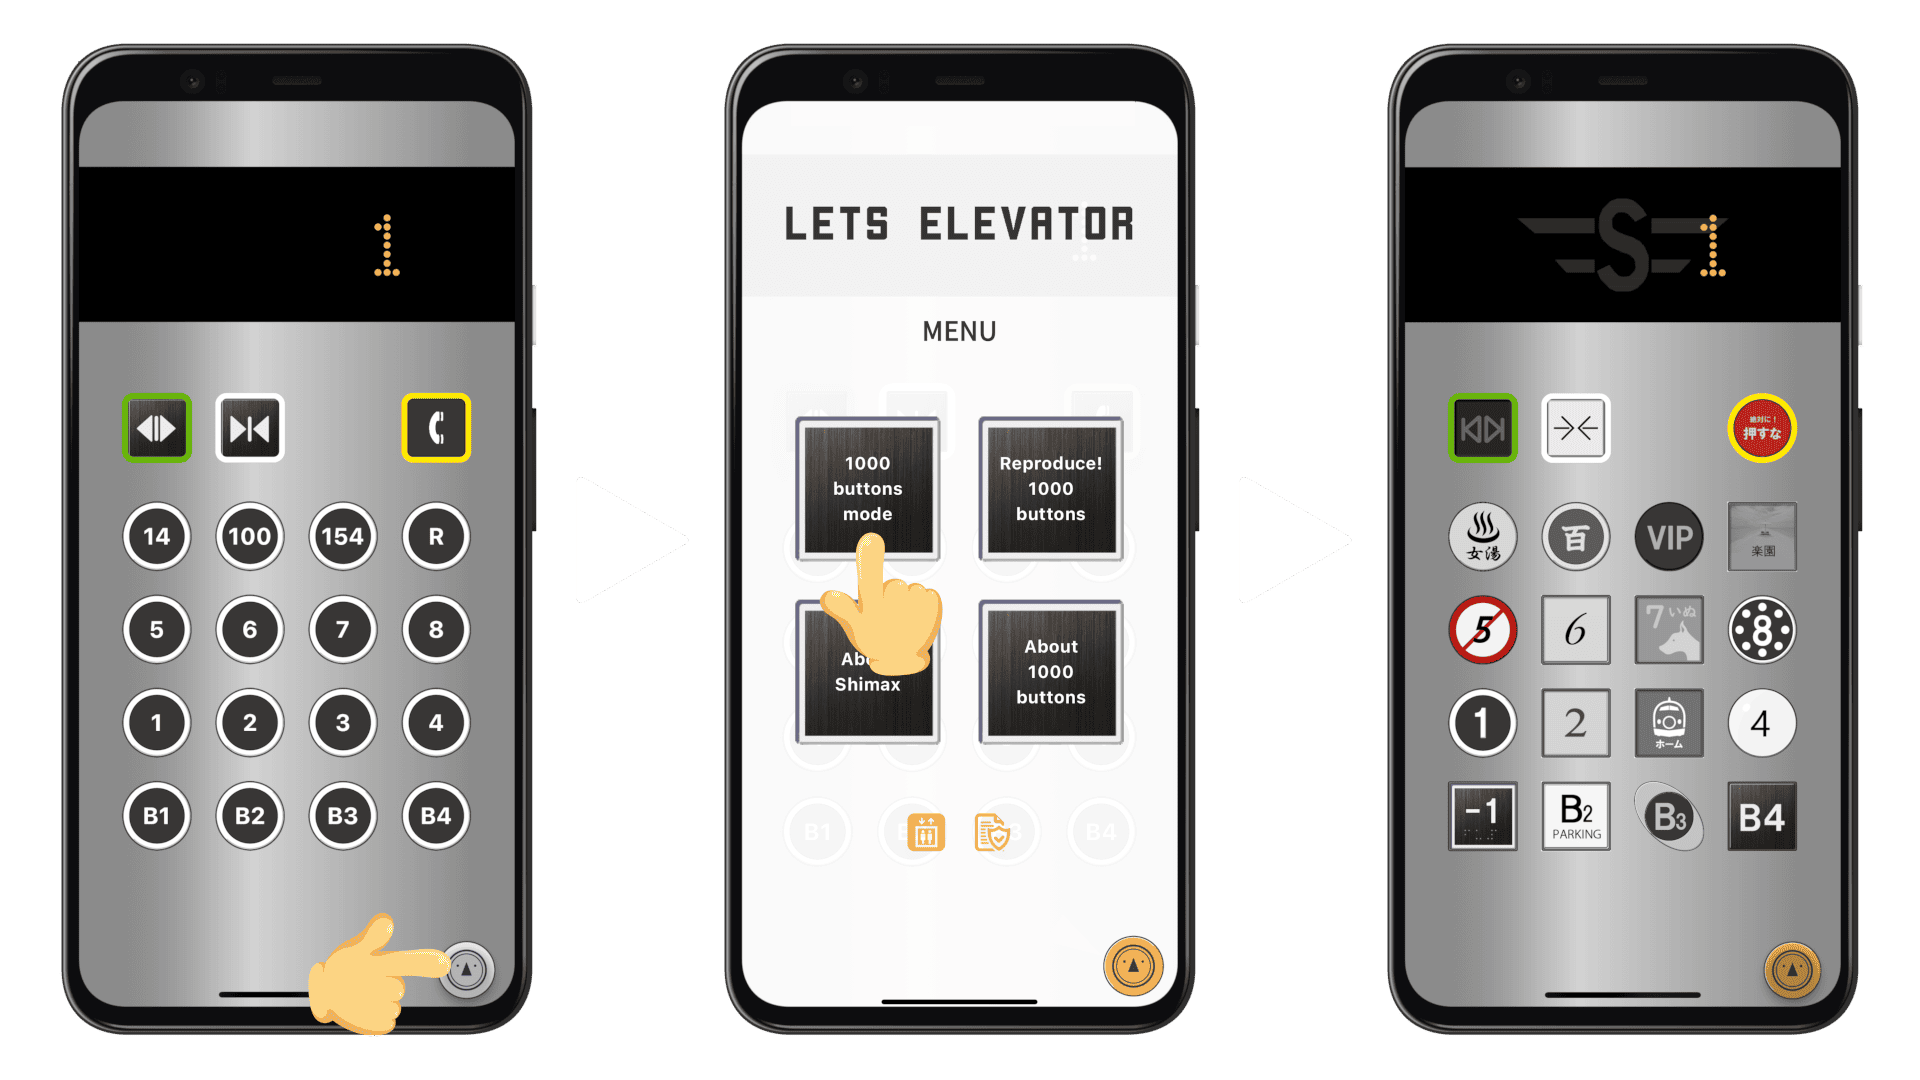 1
14 100 154 R
5 6 7 8
1 2 3 4
B1 B2 B3 B4
LETS ELEVATOR
MENU
1000
buttons
mode
Reproduce!
1000
buttons
Shimax
About
1000
buttons
B1 B4
S 1
絶対に!
押すな
女湯
百
VIP
楽園
5
6
7 いぬ
8
1
2
ホーム
4
-1
B2
PARKING
B3
B4